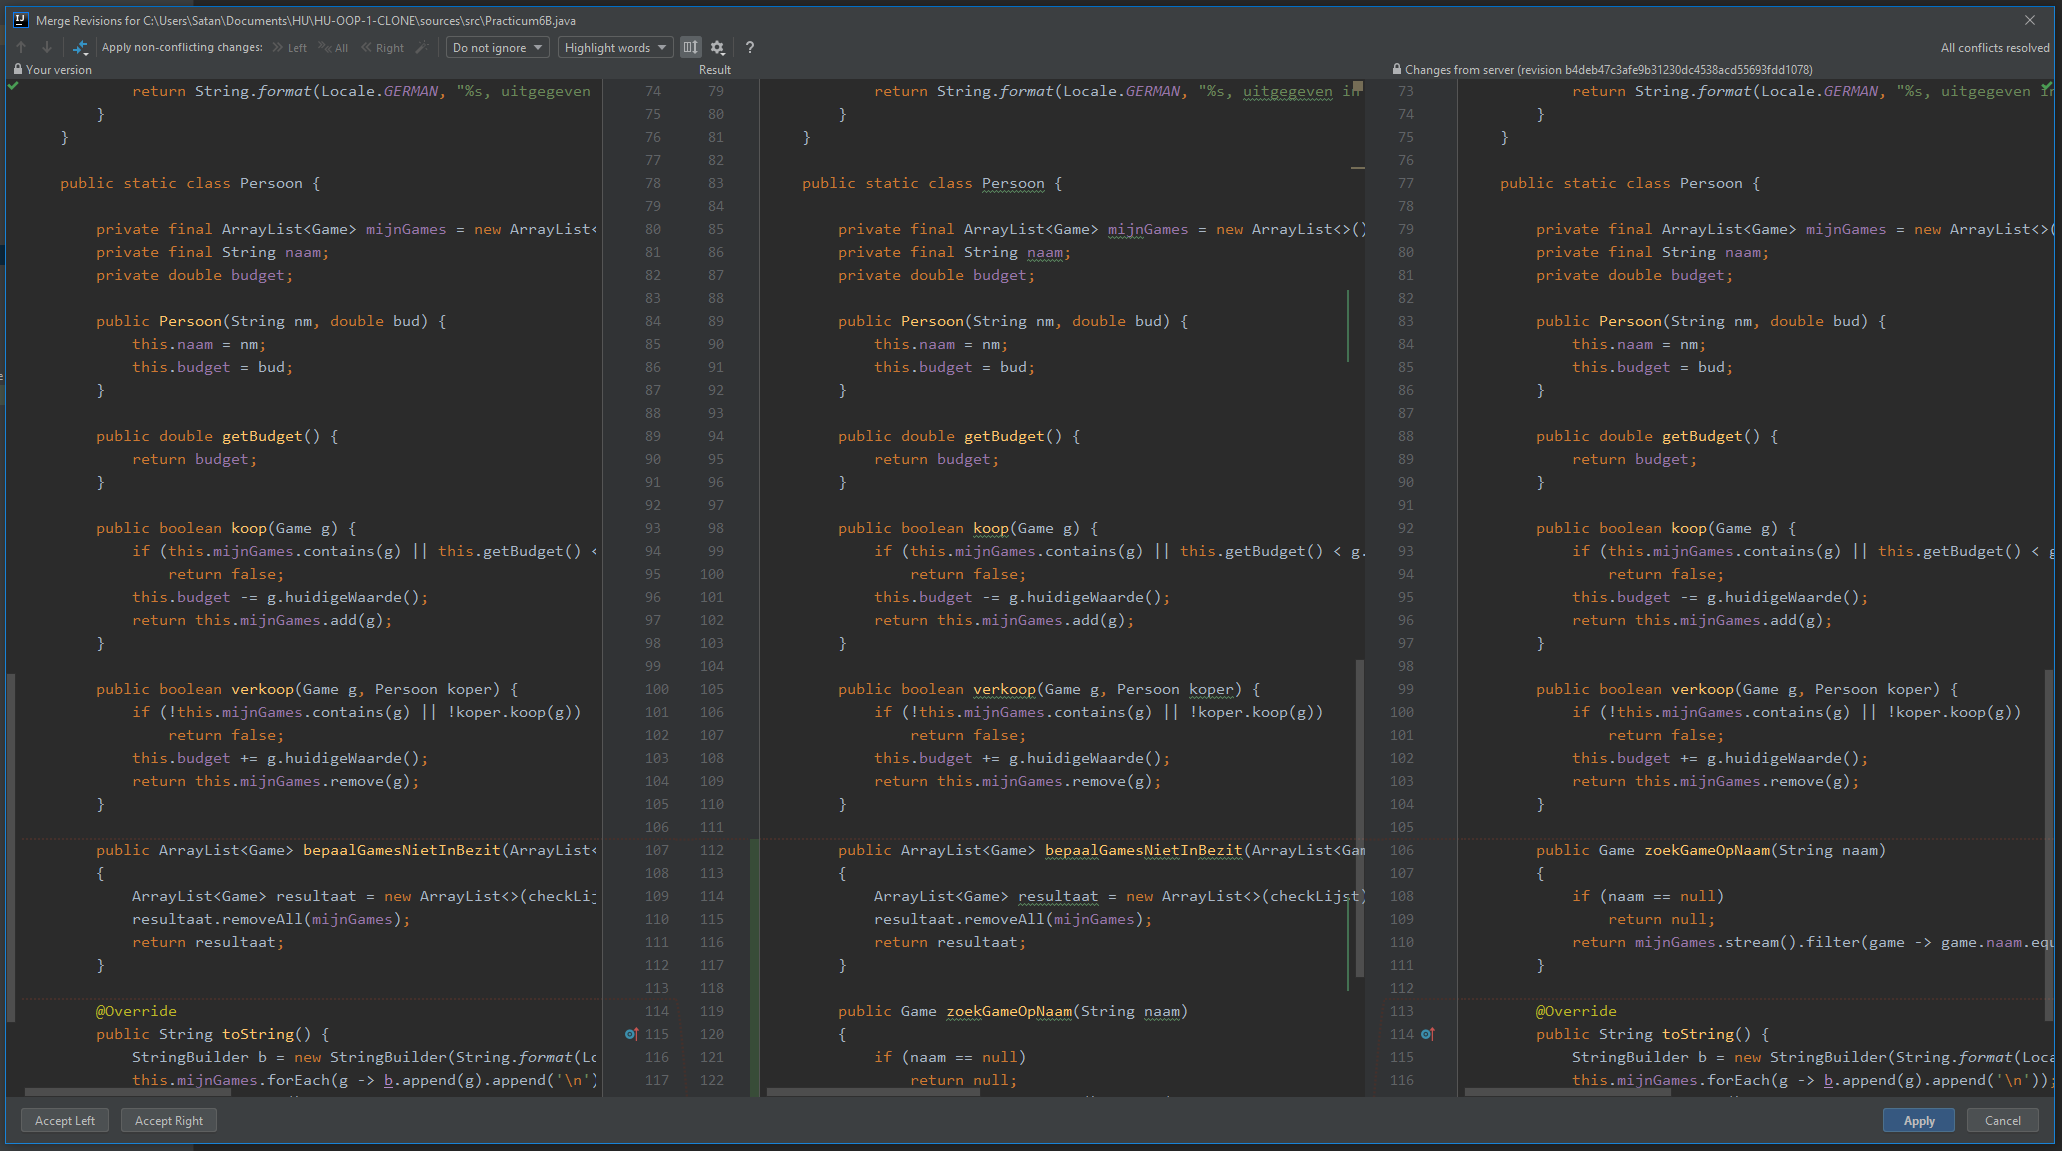 Merge Revisions for C:\Users\Satan\Documents\HU\HU-OOP-1-CLONE\sources\src\Practicum6B.java
Apply non-conflicting changes: Left All Right Do not ignore Highlight words ? All conflicts resolved
Your version Result Changes from server (revision b4deb47c3afe9b31230dc4538acd55693fdd1078)
return String.format(Locale.GERMAN, "%s, uitgegeven
74
}
75
}
76
77
public static class Persoon {
78
79
private final ArrayList<Game> mijnGames = new ArrayList<
80
private final String naam;
81
private double budget;
82
83
public Persoon(String nm, double bud) {
84
this.naam = nm;
85
this.budget = bud;
86
}
87
88
public double getBudget() {
89
return budget;
90
}
91
92
public boolean koop(Game g) {
93
if (this.mijnGames.contains(g) || this.getBudget() <
94
return false;
95
this.budget -= g.huidigeWaarde();
96
return this.mijnGames.add(g);
97
}
98
99
public boolean verkoop(Game g, Persoon koper) {
100
if (!this.mijnGames.contains(g) || !koper.koop(g))
101
return false;
102
this.budget += g.huidigeWaarde();
103
return this.mijnGames.remove(g);
104
}
105
106
public ArrayList<Game> bepaalGamesNietInBezit(ArrayList<
107
{
108
ArrayList<Game> resultaat = new ArrayList<>(checkLij
109
resultaat.removeAll(mijnGames);
110
return resultaat;
111
}
112
113
@Override
114
public String toString() {
115
StringBuilder b = new StringBuilder(String.format(Lo
116
this.mijnGames.forEach(g -> b.append(g).append('\n')
117
79 return String.format(Locale.GERMAN, "%s, uitgegeven in
80 }
81 }
82
83 public static class Persoon {
84
85 private final ArrayList<Game> mijnGames = new ArrayList<>()
86 private final String naam;
87 private double budget;
88
89 public Persoon(String nm, double bud) {
90 this.naam = nm;
91 this.budget = bud;
92 }
93
94 public double getBudget() {
95 return budget;
96 }
97
98 public boolean koop(Game g) {
99 if (this.mijnGames.contains(g) || this.getBudget() < g.
100 return false;
101 this.budget -= g.huidigeWaarde();
102 return this.mijnGames.add(g);
103 }
104
105 public boolean verkoop(Game g, Persoon koper) {
106 if (!this.mijnGames.contains(g) || !koper.koop(g))
107 return false;
108 this.budget += g.huidigeWaarde();
109 return this.mijnGames.remove(g);
110 }
111
112 public ArrayList<Game> bepaalGamesNietInBezit(ArrayList<Gam
113 {
114 ArrayList<Game> resultaat = new ArrayList<>(checkLijst)
115 resultaat.removeAll(mijnGames);
116 return resultaat;
117 }
118
119 public Game zoekGameOpNaam(String naam)
120 {
121 if (naam == null)
122 return null;
73 return String.format(Locale.GERMAN, "%s, uitgegeven in
74 }
75 }
76
77 public static class Persoon {
78
79 private final ArrayList<Game> mijnGames = new ArrayList<>(
80 private final String naam;
81 private double budget;
82
83 public Persoon(String nm, double bud) {
84 this.naam = nm;
85 this.budget = bud;
86 }
87
88 public double getBudget() {
89 return budget;
90 }
91
92 public boolean koop(Game g) {
93 if (this.mijnGames.contains(g) || this.getBudget() < g
94 return false;
95 this.budget -= g.huidigeWaarde();
96 return this.mijnGames.add(g);
97 }
98
99 public boolean verkoop(Game g, Persoon koper) {
100 if (!this.mijnGames.contains(g) || !koper.koop(g))
101 return false;
102 this.budget += g.huidigeWaarde();
103 return this.mijnGames.remove(g);
104 }
105
106 public Game zoekGameOpNaam(String naam)
107 {
108 if (naam == null)
109 return null;
110 return mijnGames.stream().filter(game -> game.naam.equ
111 }
112
113 @Override
114 public String toString() {
115 StringBuilder b = new StringBuilder(String.format(Loca
116 this.mijnGames.forEach(g -> b.append(g).append('\n'));
Accept Left Accept Right Apply Cancel